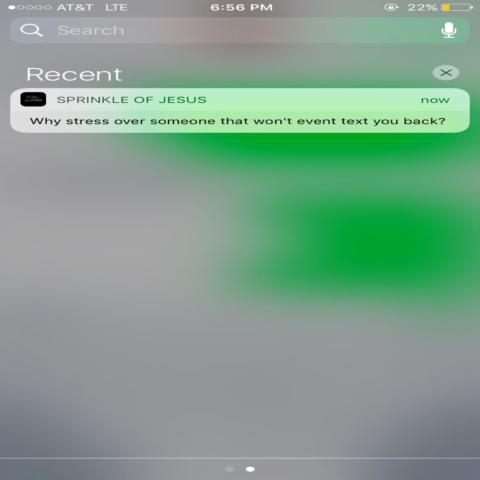 AT&T LTE 6:56 PM 22%
Search
Recent
SPRINKLE OF JESUS now
Why stress over someone that won't event text you back?